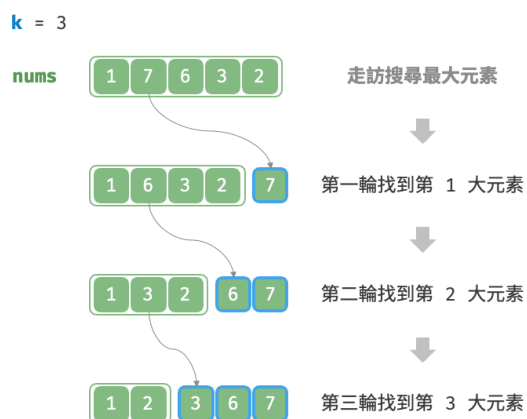 k = 3
nums 1 7 6 3 2 走訪搜尋最大元素
1 6 3 2 7 第一輪找到第 1 大元素
1 3 2 6 7 第二輪找到第 2 大元素
1 2 3 6 7 第三輪找到第 3 大元素